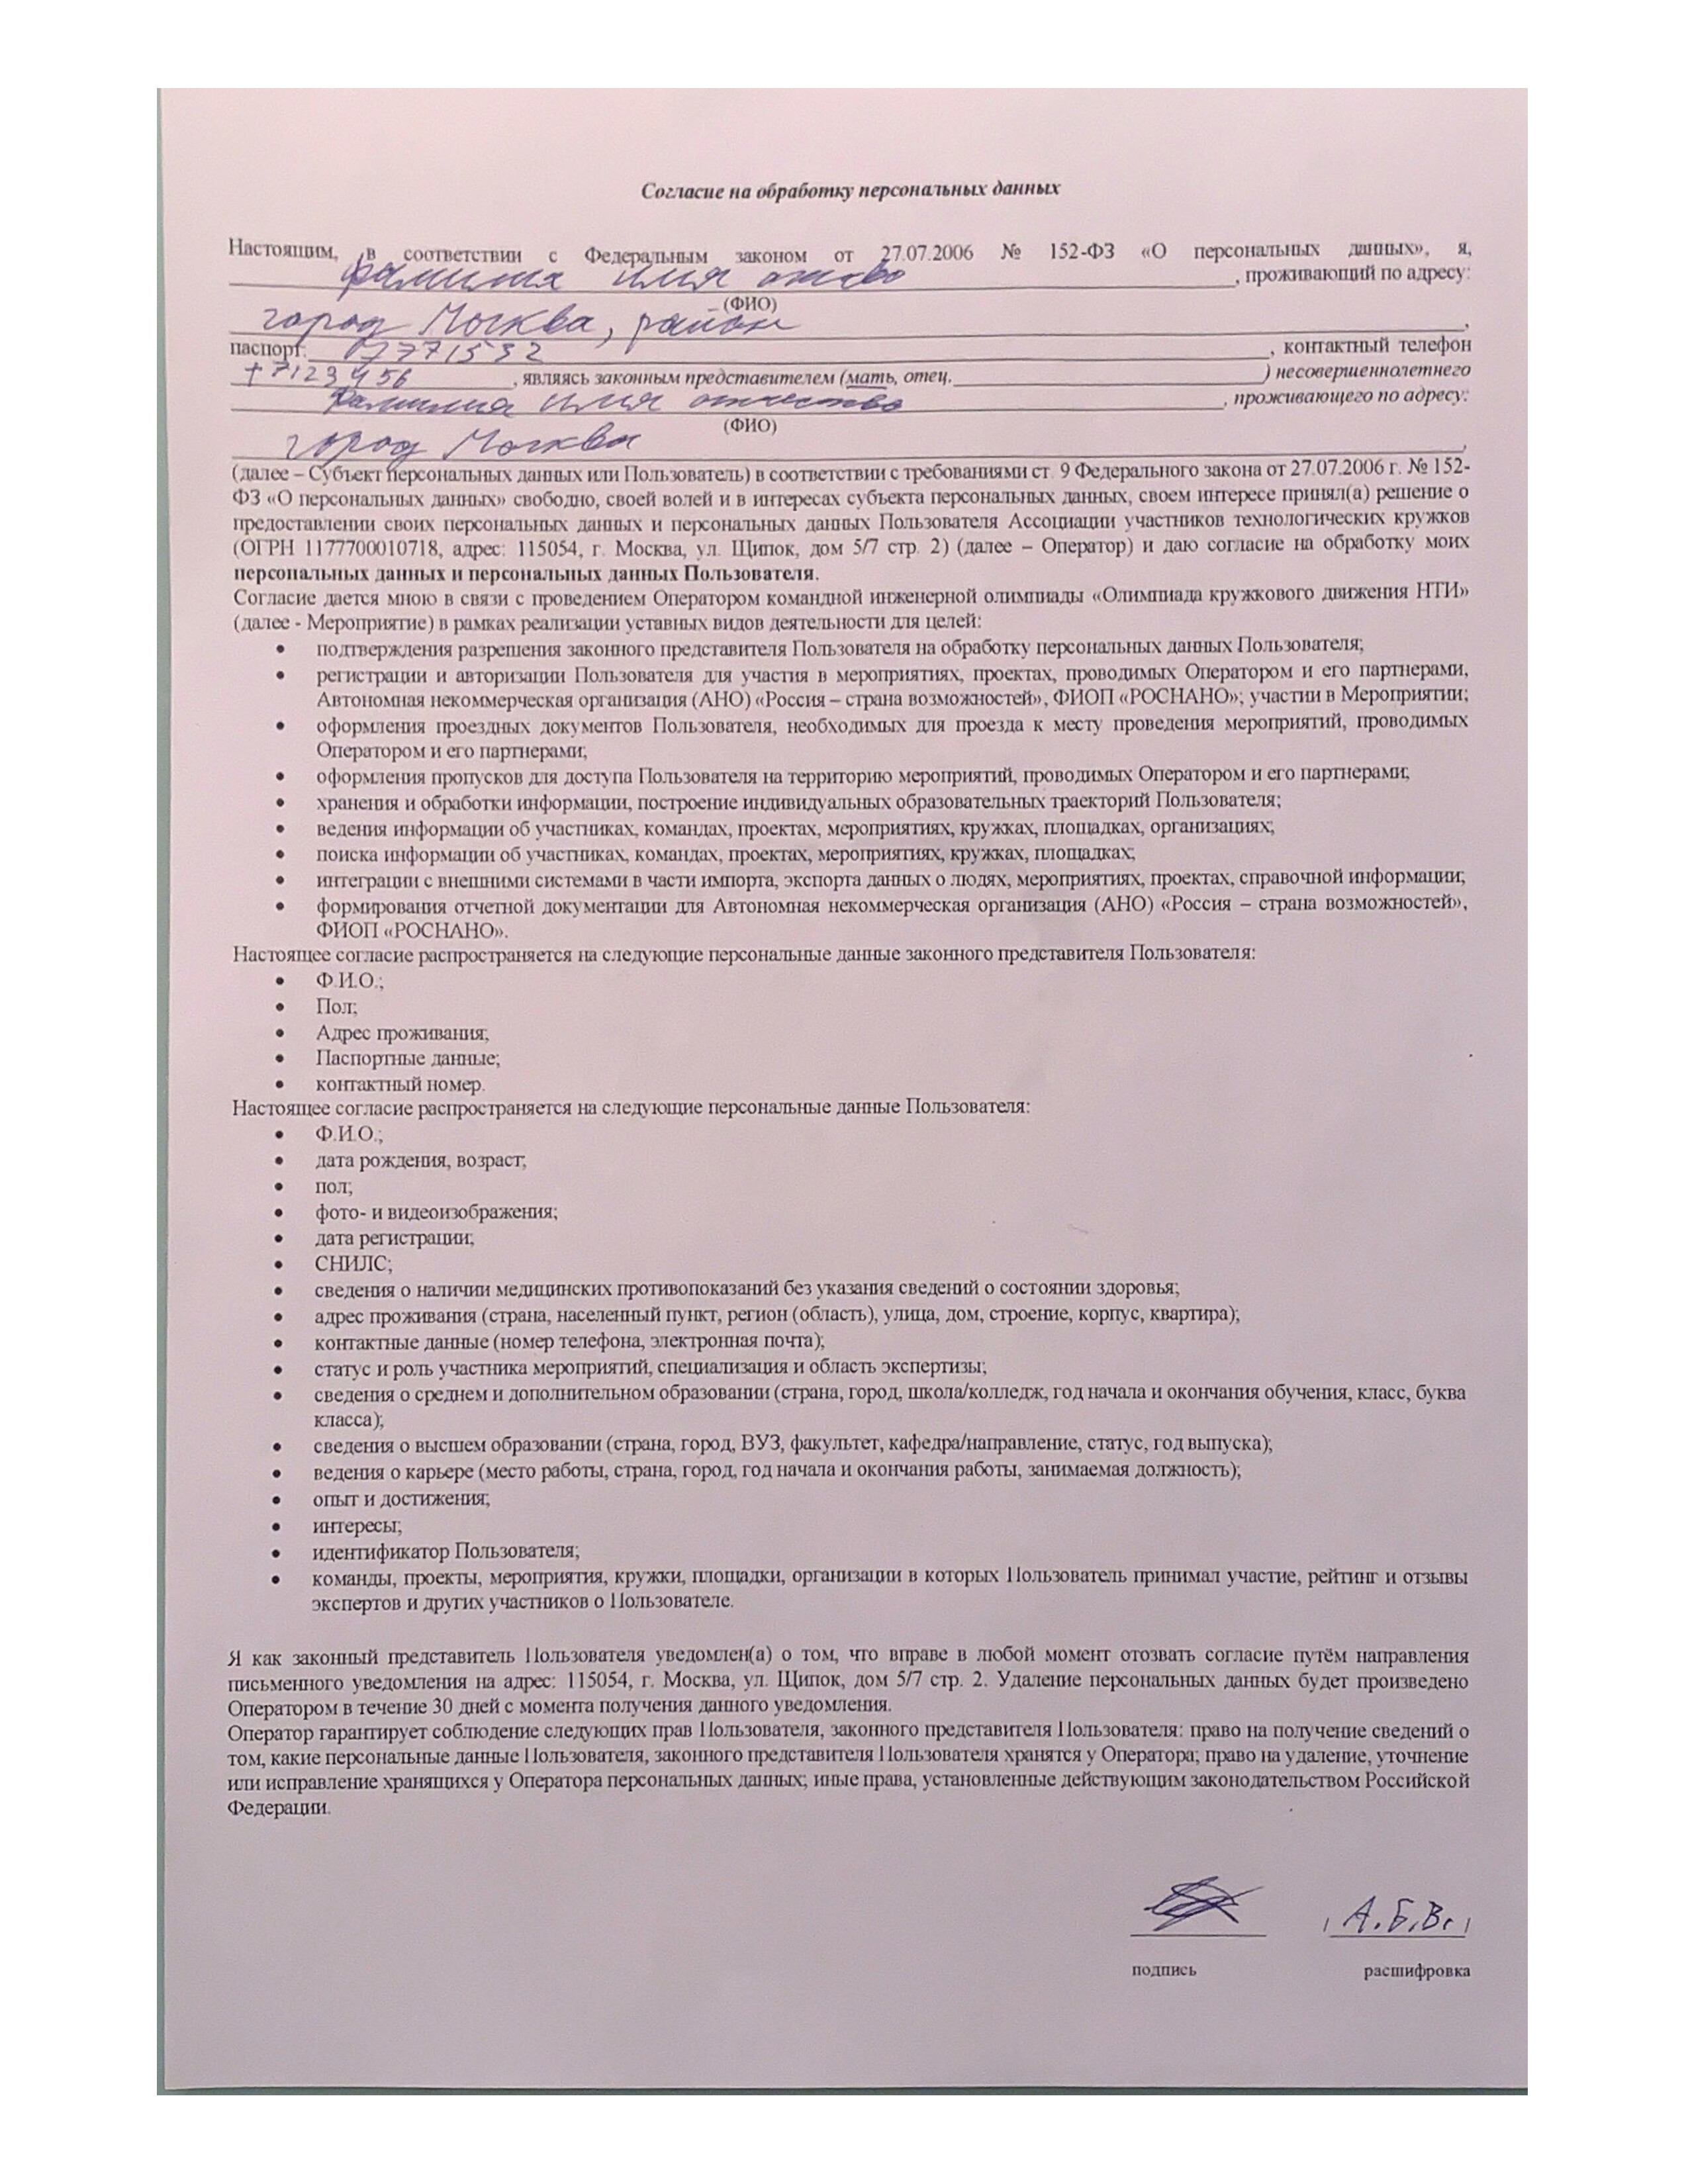 Согласие на обработку персональных данных
Настоящим, в соответствии с Федеральным законом от 27.07.2006 № 152-ФЗ «О персональных данных», я,
фамилия имя , проживающий по адресу:
(ФИО)
город Москва, район ,
паспорт: 07771532 , контактный телефон
+7123456 , являясь законным представителем (мать, отец, ) несовершеннолетнего
фамилия имя отчество , проживающего по адресу:
(ФИО)
город Москва ,
(далее – Субъект персональных данных или Пользователь) в соответствии с требованиями ст. 9 Федерального закона от 27.07.2006 г. № 152-
ФЗ «О персональных данных» свободно, своей волей и в интересах субъекта персональных данных, своем интересе принял(а) решение о
предоставлении своих персональных данных и персональных данных Пользователя Ассоциации участников технологических кружков
(ОГРН 1177700010718, адрес: 115054, г. Москва, ул. Щипок, дом 5/7 стр. 2) (далее – Оператор) и даю согласие на обработку моих
персональных данных и персональных данных Пользователя.
Согласие дается мною в связи с проведением Оператором командной инженерной олимпиады «Олимпиада кружкового движения НТИ»
(далее - Мероприятие) в рамках реализации уставных видов деятельности для целей:
• подтверждения разрешения законного представителя Пользователя на обработку персональных данных Пользователя;
• регистрации и авторизации Пользователя для участия в мероприятиях, проектах, проводимых Оператором и его партнерами,
Автономная некоммерческая организация (АНО) «Россия – страна возможностей», ФИОП «РОСНАНО»; участии в Мероприятии;
• оформления проездных документов Пользователя, необходимых для проезда к месту проведения мероприятий, проводимых
Оператором и его партнерами;
• оформления пропусков для доступа Пользователя на территорию мероприятий, проводимых Оператором и его партнерами;
• хранения и обработки информации, построение индивидуальных образовательных траекторий Пользователя;
• ведения информации об участниках, командах, проектах, мероприятиях, кружках, площадках, организациях;
• поиска информации об участниках, командах, проектах, мероприятиях, кружках, площадках;
• интеграции с внешними системами в части импорта, экспорта данных о людях, мероприятиях, проектах, справочной информации;
• формирования отчетной документации для Автономная некоммерческая организация (АНО) «Россия – страна возможностей»,
ФИОП «РОСНАНО».
Настоящее согласие распространяется на следующие персональные данные законного представителя Пользователя:
• Ф.И.О.;
• Пол;
• Адрес проживания;
• Паспортные данные;
• контактный номер.
Настоящее согласие распространяется на следующие персональные данные Пользователя:
• Ф.И.О.;
• дата рождения, возраст;
• пол;
• фото- и видеоизображения;
• дата регистрации;
• СНИЛС;
• сведения о наличии медицинских противопоказаний без указания сведений о состоянии здоровья;
• адрес проживания (страна, населенный пункт, регион (область), улица, дом, строение, корпус, квартира);
• контактные данные (номер телефона, электронная почта);
• статус и роль участника мероприятий, специализация и область экспертизы;
• сведения о среднем и дополнительном образовании (страна, город, школа/колледж, год начала и окончания обучения, класс, буква
класса);
• сведения о высшем образовании (страна, город, ВУЗ, факультет, кафедра/направление, статус, год выпуска);
• ведения о карьере (место работы, страна, город, год начала и окончания работы, занимаемая должность);
• опыт и достижения;
• интересы;
• идентификатор Пользователя;
• команды, проекты, мероприятия, кружки, площадки, организации в которых Пользователь принимал участие, рейтинг и отзывы
экспертов и других участников о Пользователе.
Я как законный представитель Пользователя уведомлен(а) о том, что вправе в любой момент отозвать согласие путём направления
письменного уведомления на адрес: 115054, г. Москва, ул. Щипок, дом 5/7 стр. 2. Удаление персональных данных будет произведено
Оператором в течение 30 дней с момента получения данного уведомления.
Оператор гарантирует соблюдение следующих прав Пользователя, законного представителя Пользователя: право на получение сведений о
том, какие персональные данные Пользователя, законного представителя Пользователя хранятся у Оператора; право на удаление, уточнение
или исправление хранящихся у Оператора персональных данных; иные права, установленные действующим законодательством Российской
Федерации.
А.Б.В.
подпись расшифровка